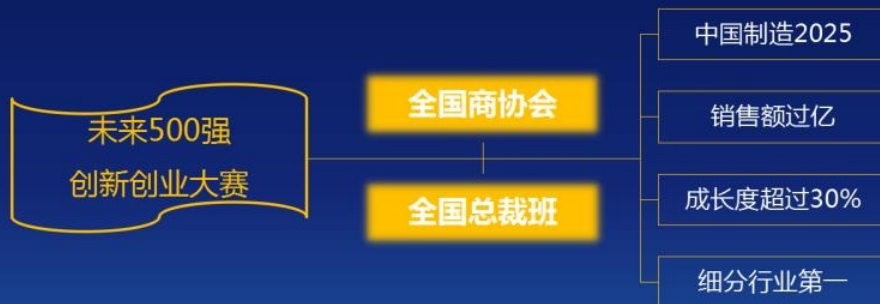 未来500强
创新创业大赛
全国商协会
全国总裁班
中国制造2025
销售额过亿
成长度超过30%
细分行业第一